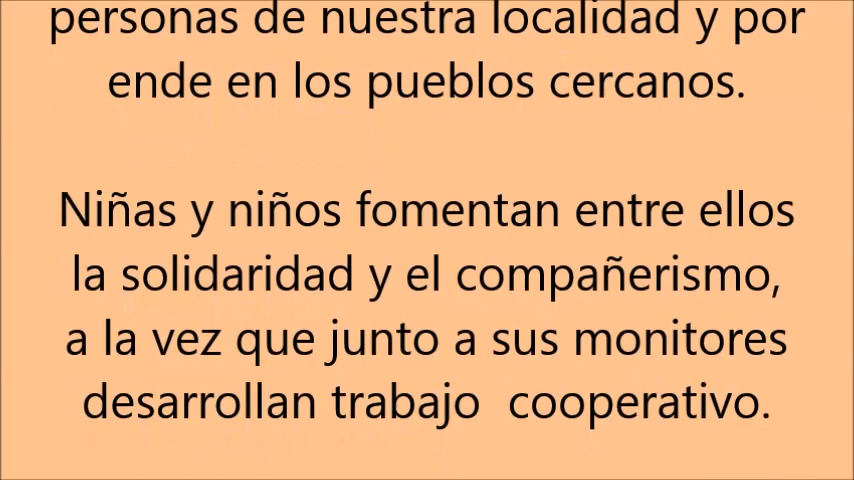 personas de nuestra localidad y por
ende en los pueblos cercanos.
Niñas y niños fomentan entre ellos
la solidaridad y el compañerismo,
a la vez que junto a sus monitores
desarrollan trabajo  cooperativo.